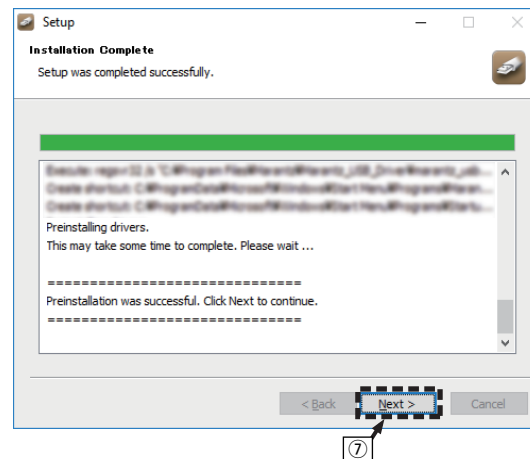 Setup
Installation Complete
Setup was completed successfully.
Preinstalling drivers.
This may take some time to complete. Please wait ...
==============================
Preinstallation was successful. Click Next to continue.
==============================
< Back Next > Cancel
⑦